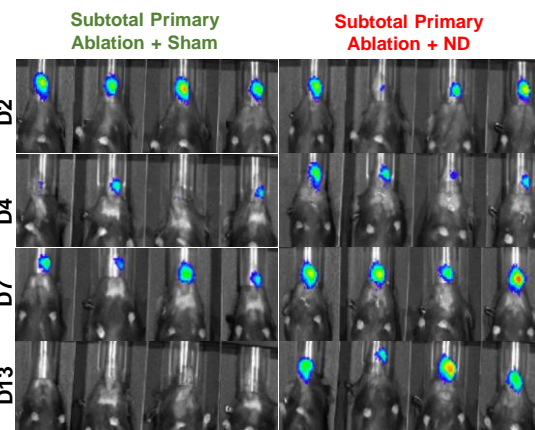 Subtotal Primary
Ablation + Sham
Subtotal Primary
Ablation + ND
D2
D4
D7
D13